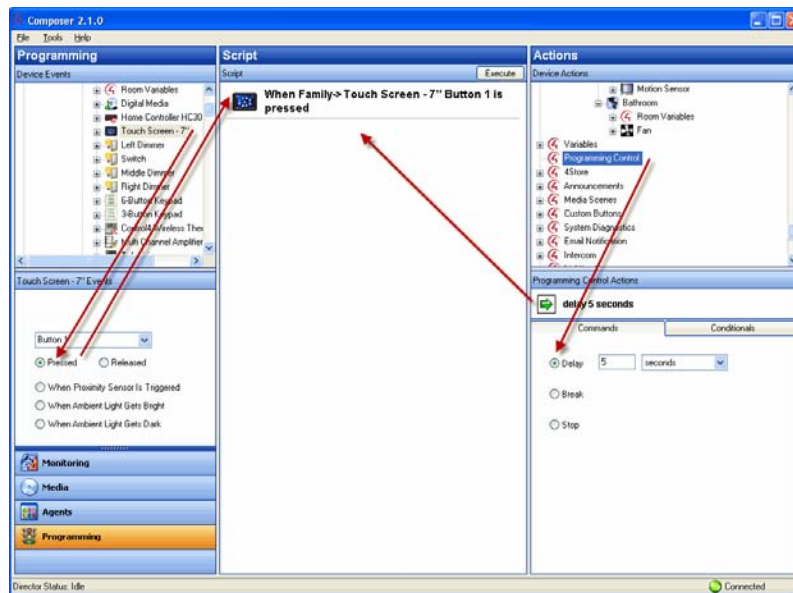 Composer 2.1.0
File Tools Help
Programming
Device Events
Room Variables
Digital Media
Home Controller HC30
Touch Screen - 7"
Left Dimmer
Switch
Middle Dimmer
Right Dimmer
6-Button Keypad
3-Button Keypad
Control4 Wireless Ther
Multi Channel Amplifier
Touch Screen - 7" Events
Button 1
Pressed Released
When Proximity Sensor Is Triggered
When Ambient Light Gets Bright
When Ambient Light Gets Dark
Monitoring
Media
Agents
Programming
Script
Script Execute
When Family-> Touch Screen - 7" Button 1 is
pressed
Actions
Device Actions
Motion Sensor
Bathroom
Room Variables
Fan
Variables
Programming Control
4Store
Announcements
Media Scenes
Custom Buttons
System Diagnostics
Email Notification
Intercom
Programming Control Actions
delay 5 seconds
Commands Conditionals
Delay 5 seconds
Break
Stop
Director Status: Idle
Connected